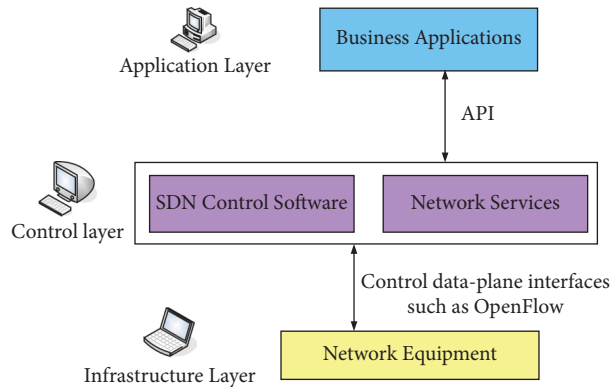 Business Applications
Application Layer
API
SDN Control Software
Network Services
Control layer
Control data-plane interfaces
such as OpenFlow
Network Equipment
Infrastructure Layer